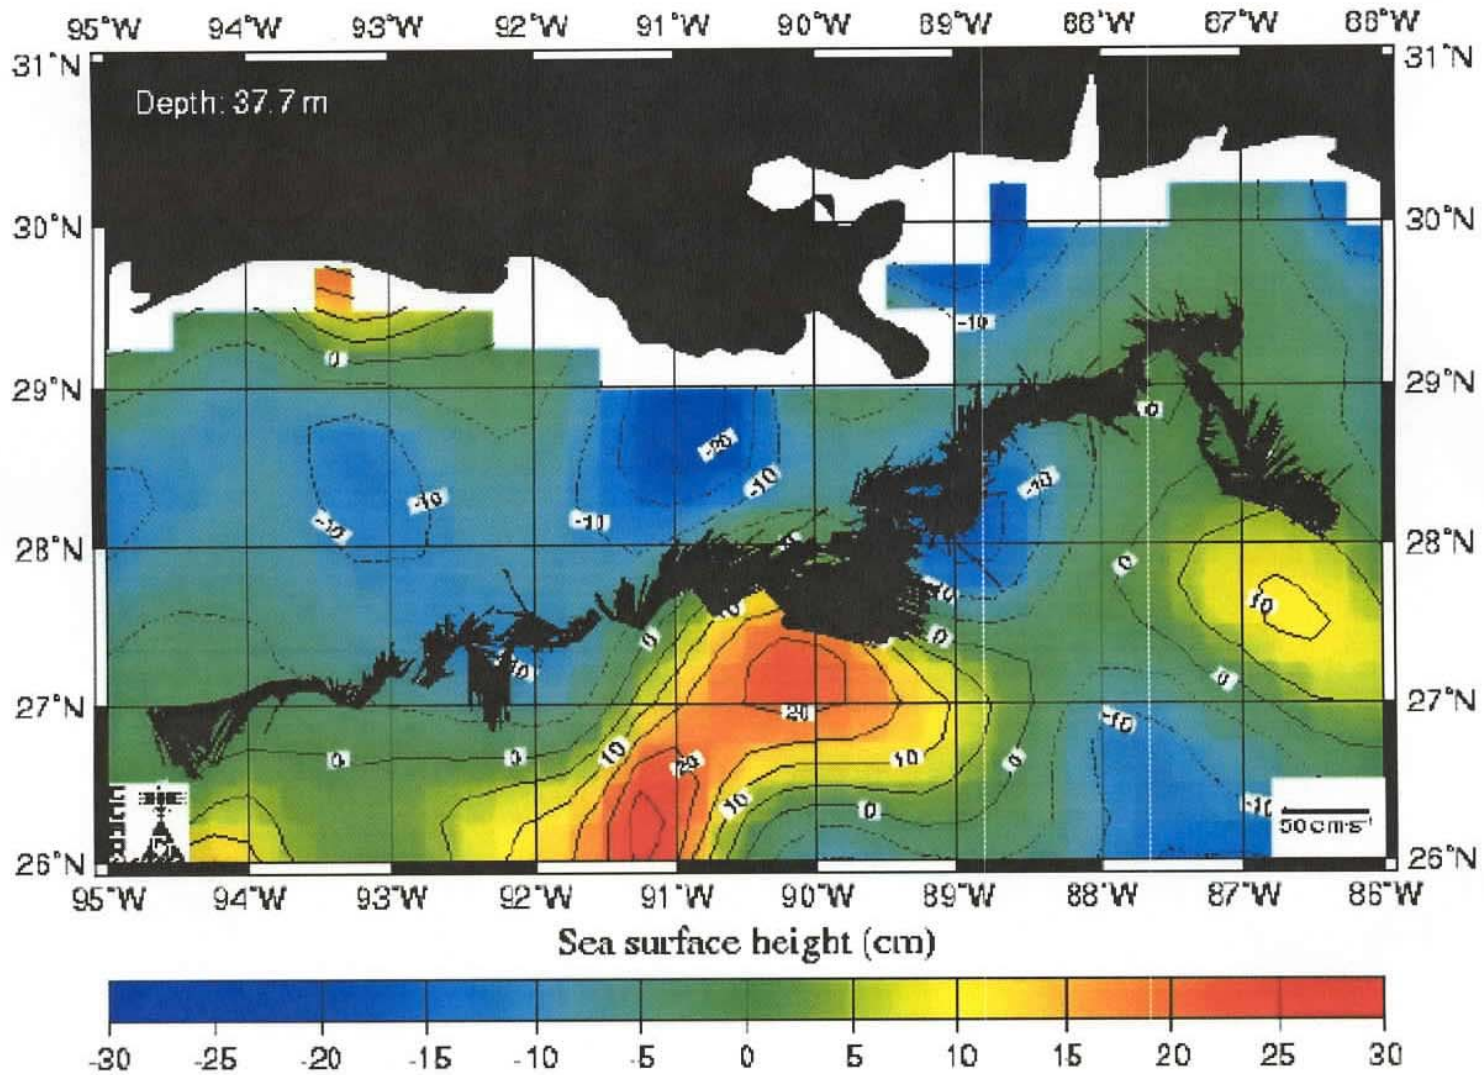 95°W 94°W 93°W 92°W 91°W 90°W 89°W 88°W 87°W 86°W
31°N 31°N
Depth: 37.7 m
30°N 30°N
-10
0
29°N 29°N
0
-20
-10 -10
-10 -10
-10
28°N 28°N
0
-10
10
10
0 0
-10
0
27°N 27°N
20 -10
10 10
0 0 20 0
10 0 -10
50 cm·s⁻¹
26°N 26°N
95°W 94°W 93°W 92°W 91°W 90°W 89°W 88°W 87°W 86°W
Sea surface height (cm)
-30 -25 -20 -15 -10 -5 0 5 10 15 20 25 30